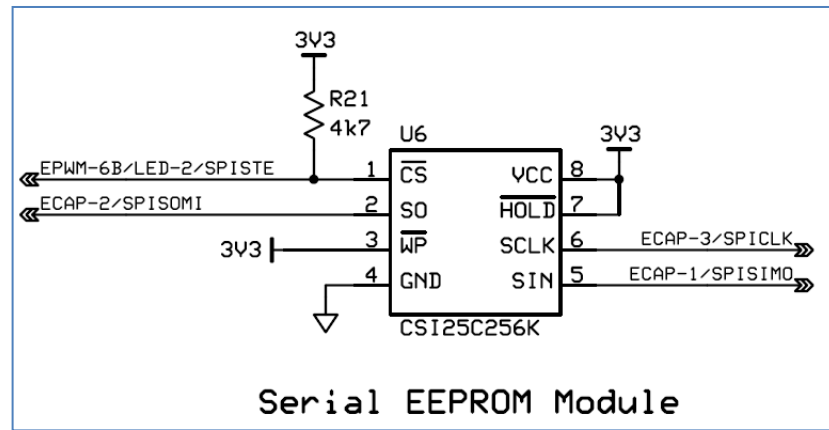 3V3
R21
4k7
U6
3V3
EPWM-6B/LED-2/SPISTE
1 CS VCC 8
ECAP-2/SPISOMI
2 SO HOLD 7
3V3 3 WP SCLK 6 ECAP-3/SPICLK
4 GND SIN 5 ECAP-1/SPISIMO
CSI25C256K
Serial EEPROM Module